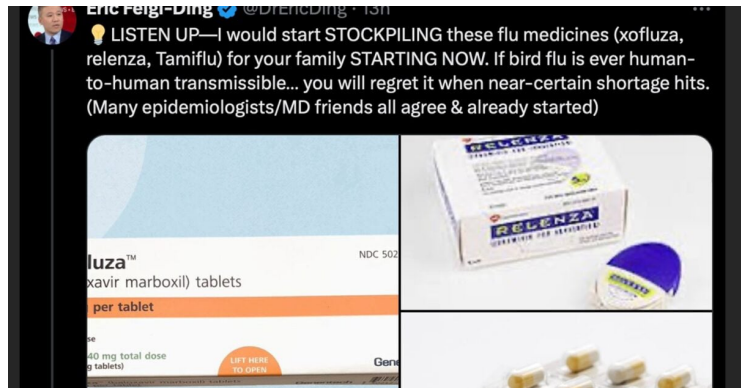 Eric Feigl-Ding @DrEricDing · 13h
LISTEN UP—I would start STOCKPILING these flu medicines (xofluza,
relenza, Tamiflu) for your family STARTING NOW. If bird flu is ever human-
to-human transmissible... you will regret it when near-certain shortage hits.
(Many epidemiologists/MD friends all agree & already started)
RELENZA
luza™
NDC 502
xavir marboxil) tablets
RELENZA
per tablet
se
40 mg total dose
g tablets)
LIFT HERE
TO OPEN
Gen